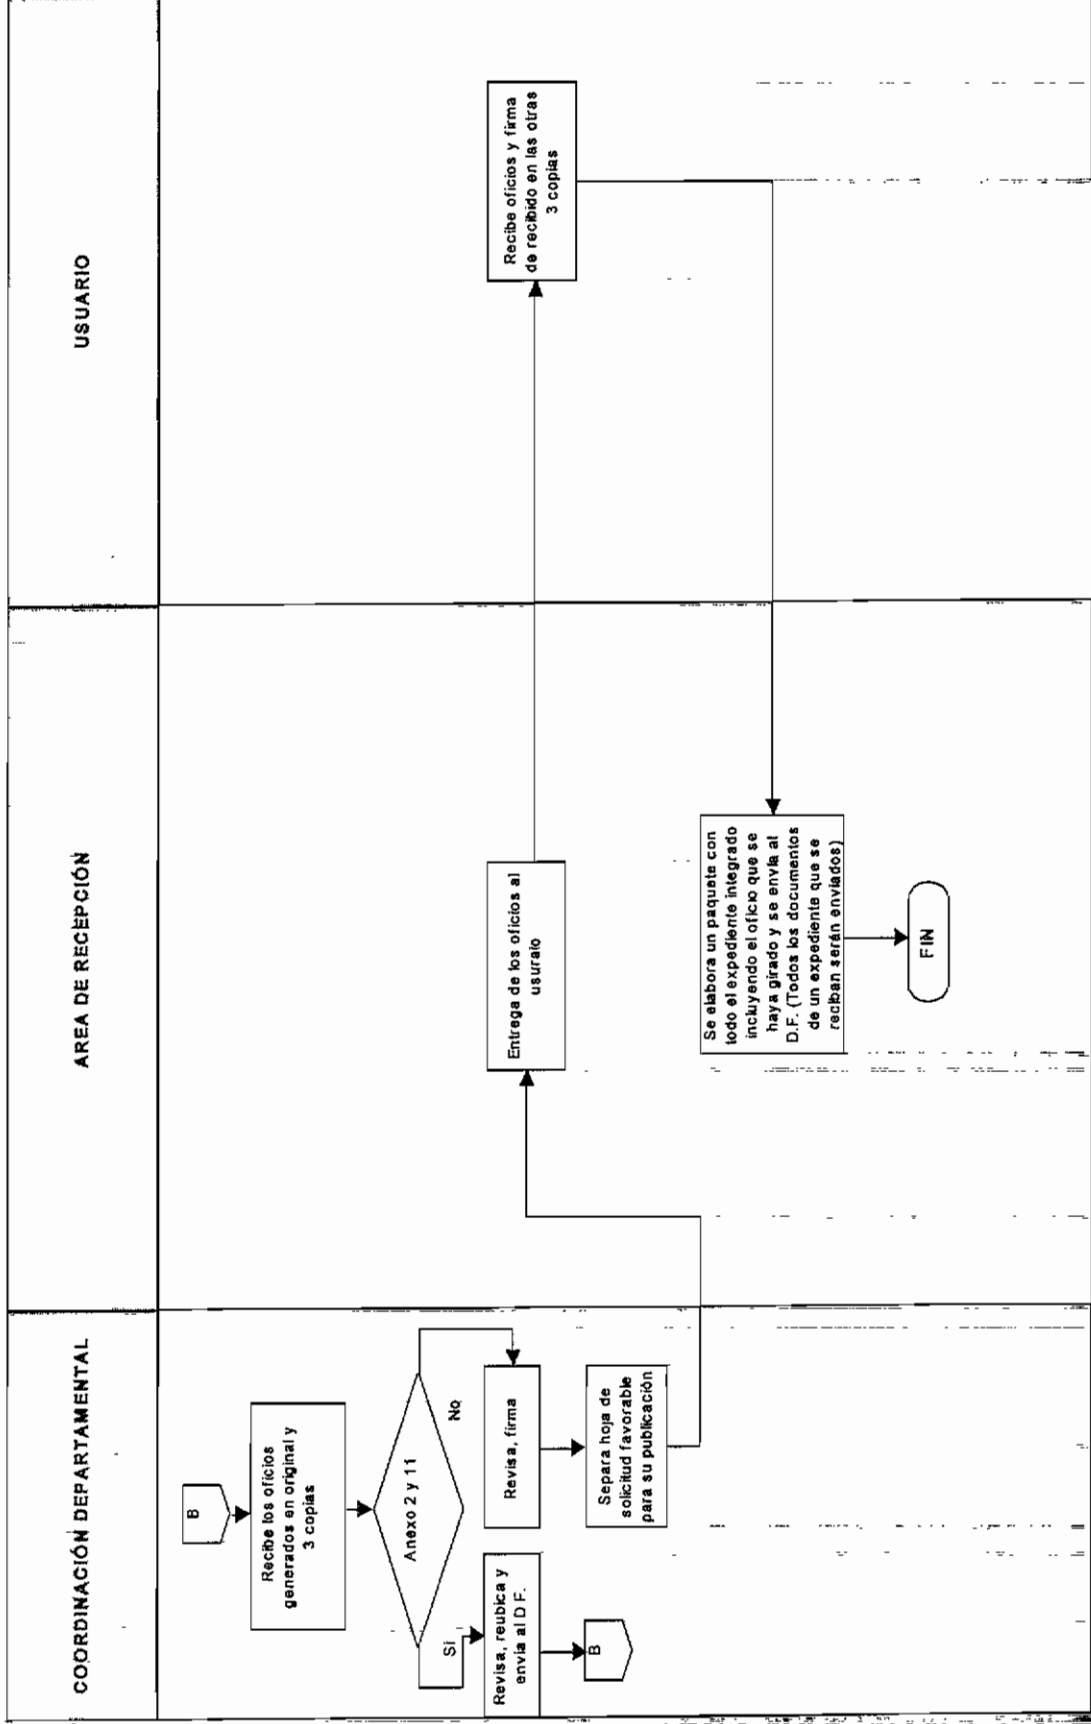 COORDINACIÓN DEPARTAMENTAL
AREA DE RECEPCIÓN
USUARIO
B
Recibe los oficios
generados en original y
3 copias
Anexo 2 y 11
Si
No
Revisa, reubica y
envia al D F.
B
Revisa, firma
Separa hoja de
solicitud favorable
para su publicación
Entrega de los oficios al
usuraio
Recibe oficios y firma
de recibido en las otras
3 copias
Se elabora un paquete con
todo el expediente integrado
incluyendo el oficio que se
haya girado y se envía al
D.F. (Todos los documentos
de un expediente que se
reciban serán enviados)
FIN